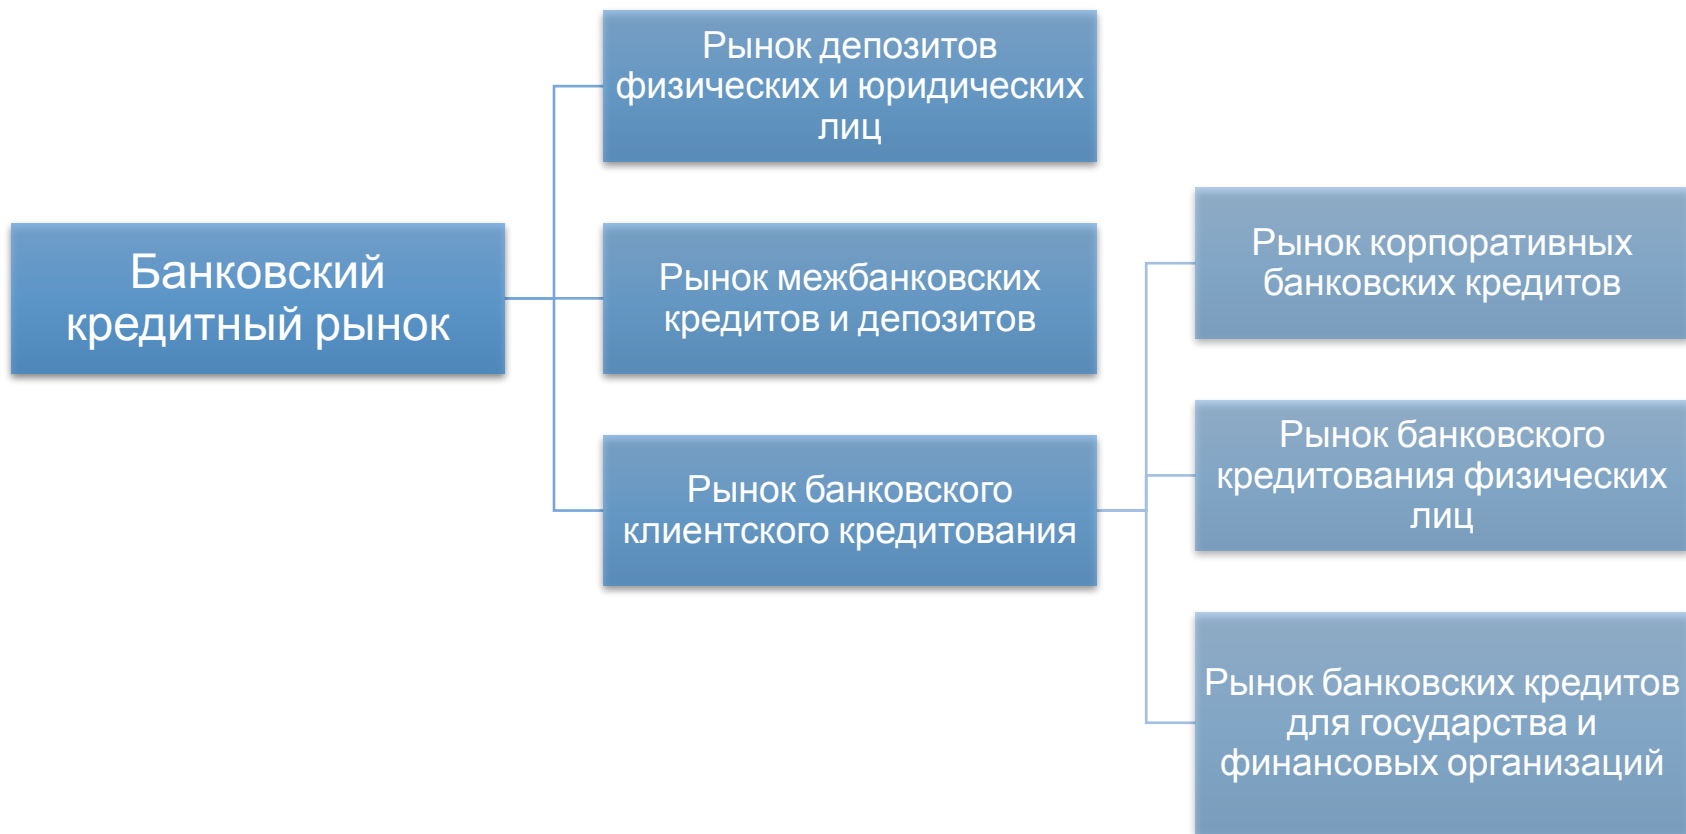 Банковский
кредитный рынок
Рынок депозитов
физических и юридических
лиц
Рынок межбанковских
кредитов и депозитов
Рынок банковского
клиентского кредитования
Рынок корпоративных
банковских кредитов
Рынок банковского
кредитования физических
лиц
Рынок банковских кредитов
для государства и
финансовых организаций